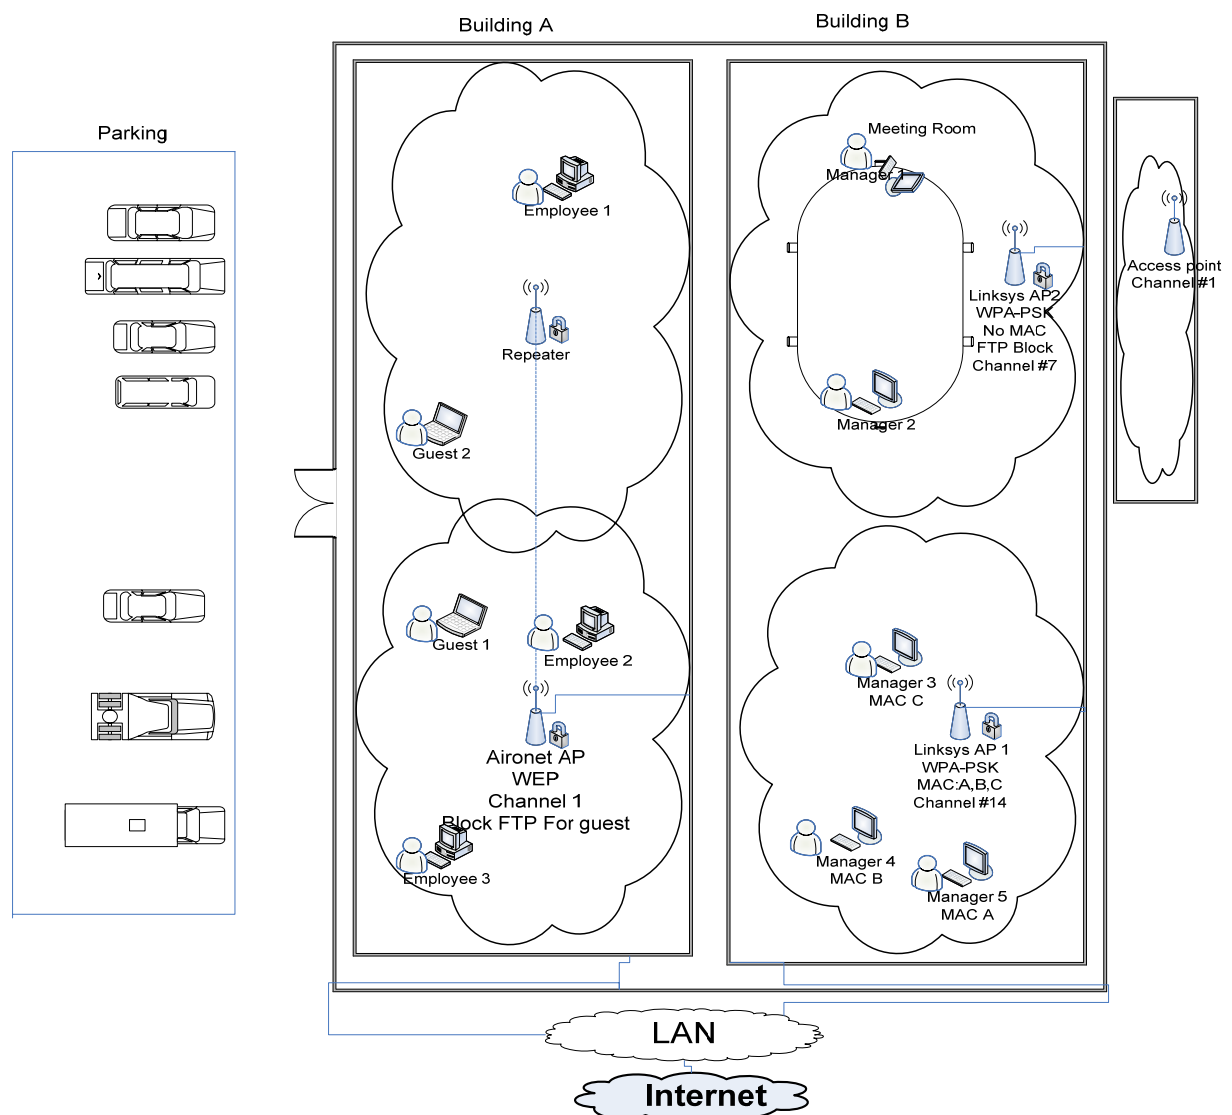 Building A
Building B
Parking
Meeting Room
Manager 1
Employee 1
Access point
Channel #1
Linksys AP2
WPA-PSK
No MAC
FTP Block
Channel #7
Repeater
Manager 2
Guest 2
Guest 1
Employee 2
Manager 3
MAC C
Aironet AP
WEP
Channel 1
Block FTP For guest
Linksys AP 1
WPA-PSK
MAC:A,B,C
Channel #14
Employee 3
Manager 4
MAC B
Manager 5
MAC A
LAN
Internet